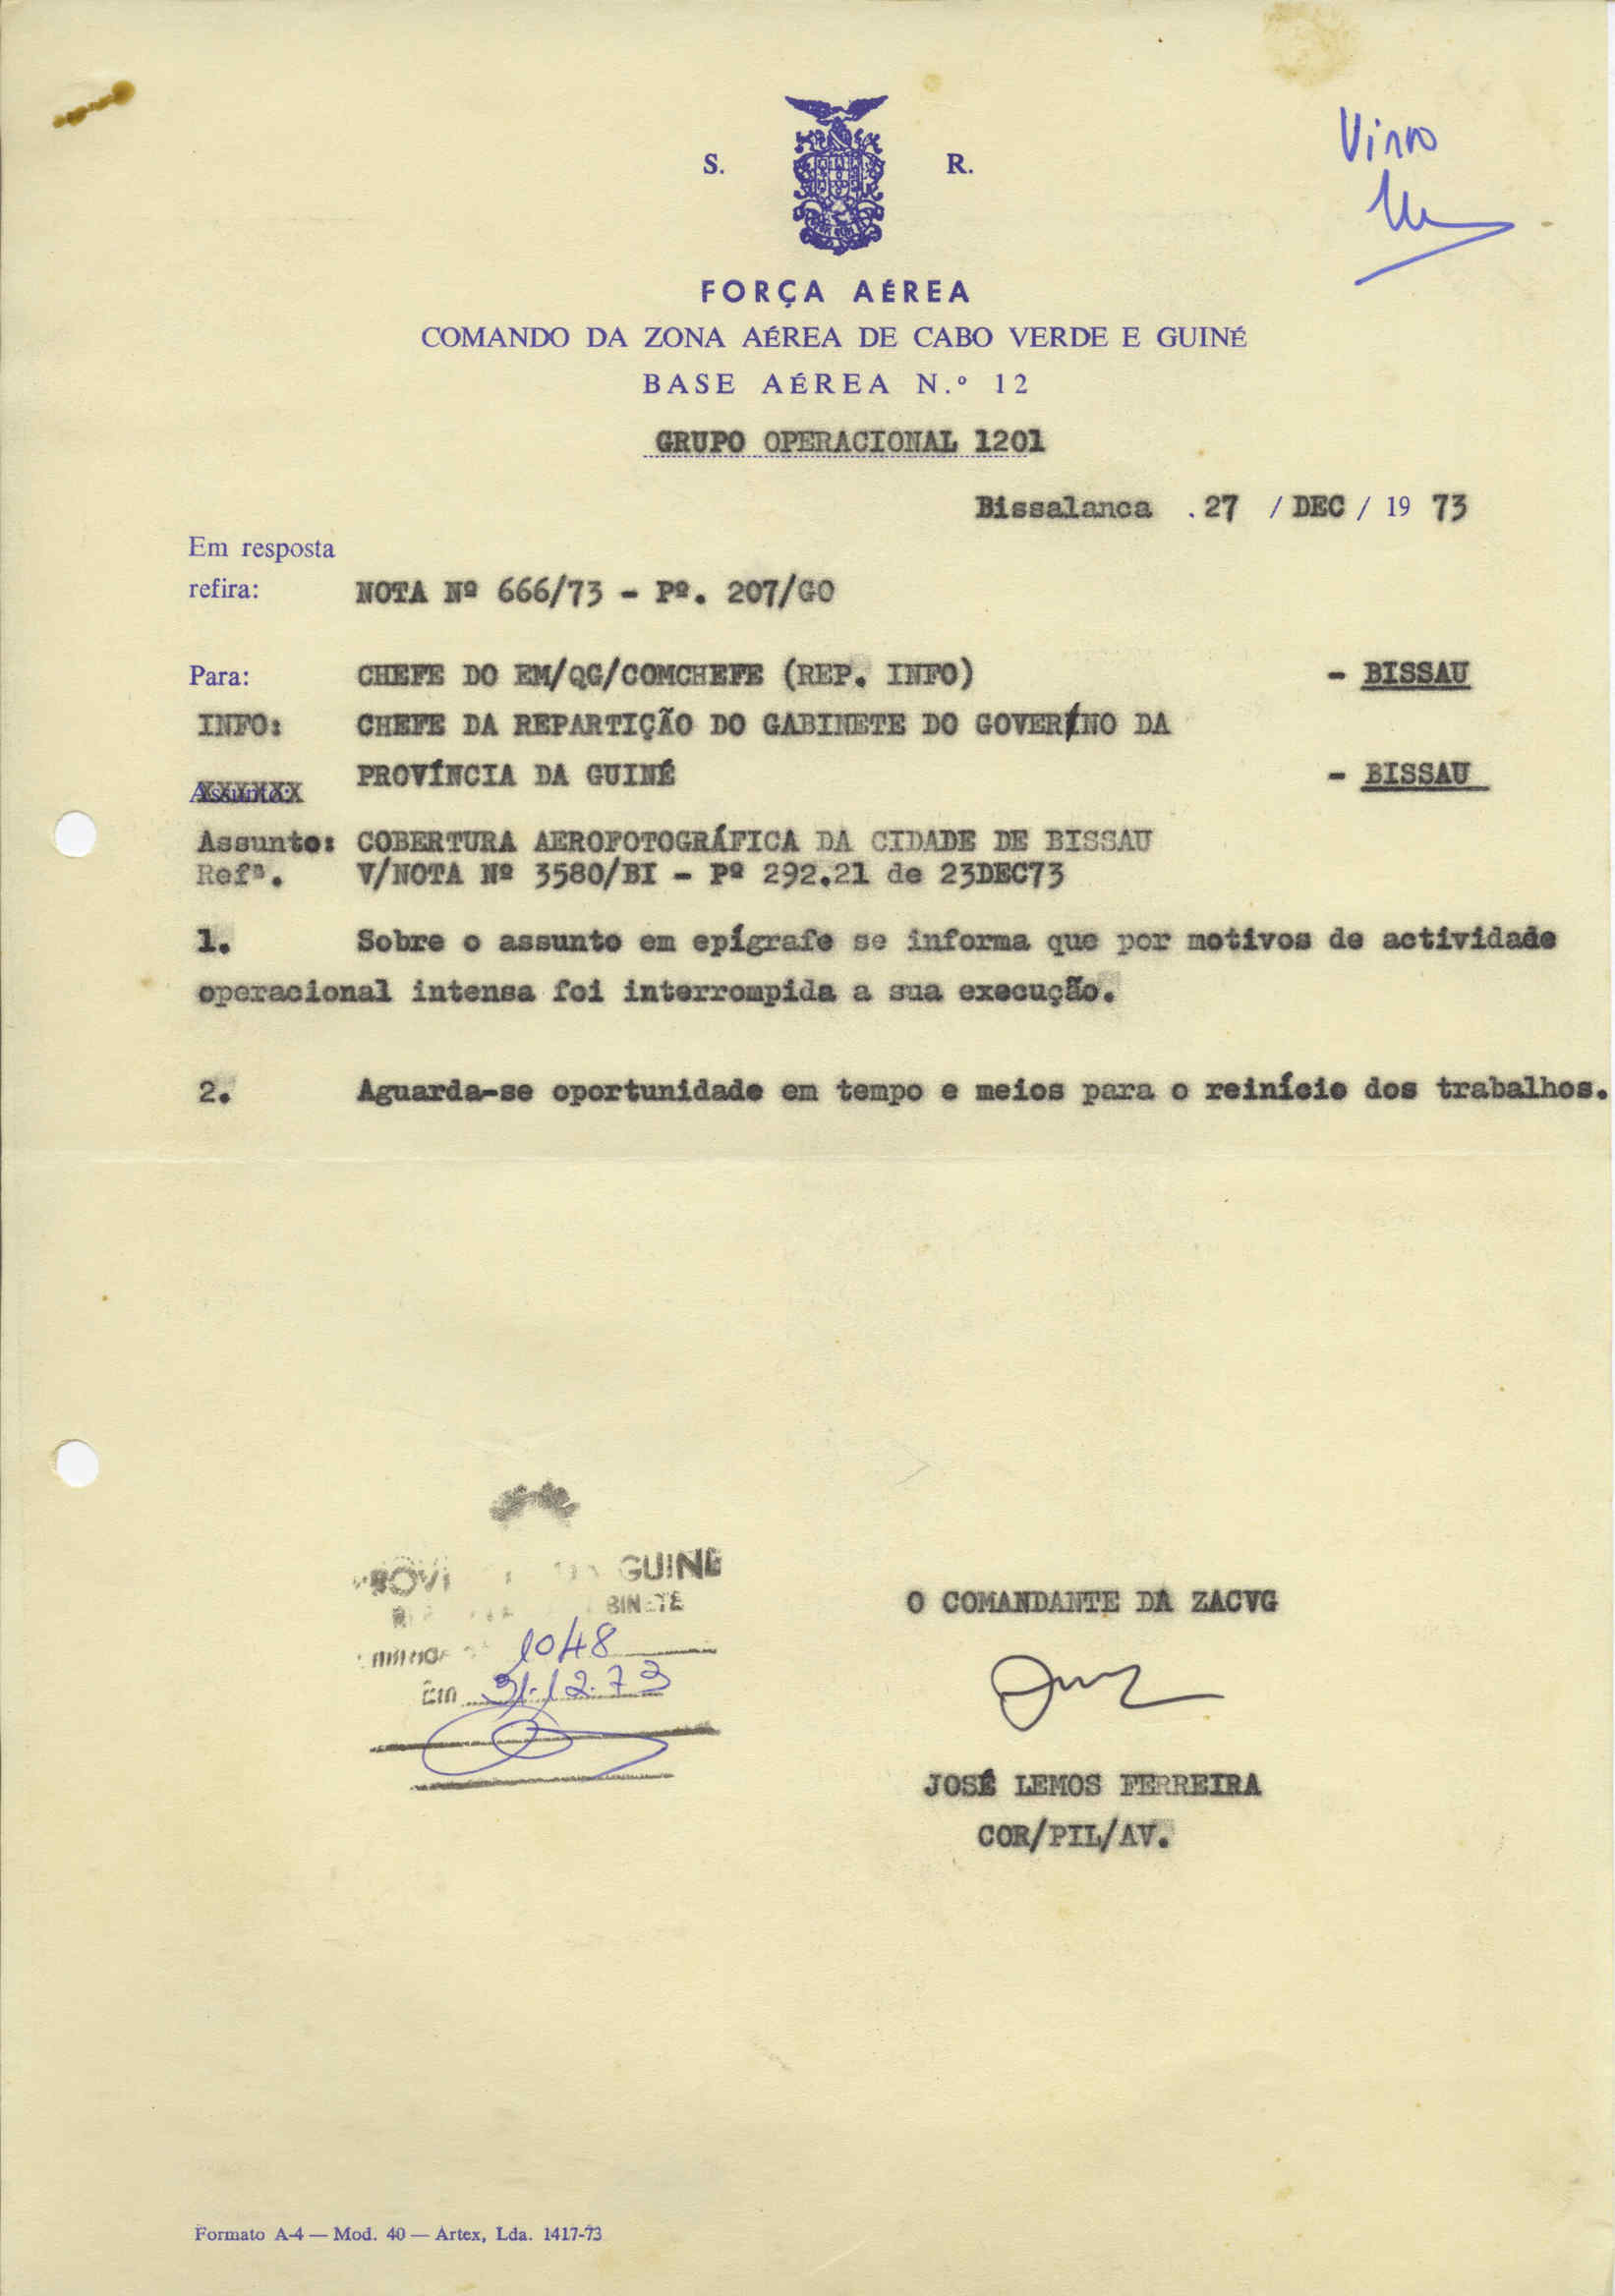 Visto
S. R.
FORÇA AÉREA
COMANDO DA ZONA AÉREA DE CABO VERDE E GUINÉ
BASE AÉREA N.º 12
GRUPO OPERACIONAL 1201
Bissalanca .27 / DEC / 19 73
Em resposta
refira: NOTA Nº 666/73 - Pº. 207/GO
Para: CHEFE DO EM/QG/COMCHEFE (REP. INFO) - BISSAU
INFO: CHEFE DA REPARTIÇÃO DO GABINETE DO GOVERNO DA
PROVÍNCIA DA GUINÉ - BISSAU
Assunto: COBERTURA AEROFOTOGRÁFICA DA CIDADE DE BISSAU
Refª. V/NOTA Nº 3580/BI - Pº 292.21 de 23DEC73
1. Sobre o assunto em epígrafe se informa que por motivos de actividade
operacional intensa foi interrompida a sua execução.
2. Aguarda-se oportunidade em tempo e meios para o reinício dos trabalhos.
GUINÉ
1048
Em 31.12.73
O COMANDANTE DA ZACVG
JOSÉ LEMOS FERREIRA
COR/PIL/AV.
Formato A-4 — Mod. 40 — Artex, Lda. 1417-73